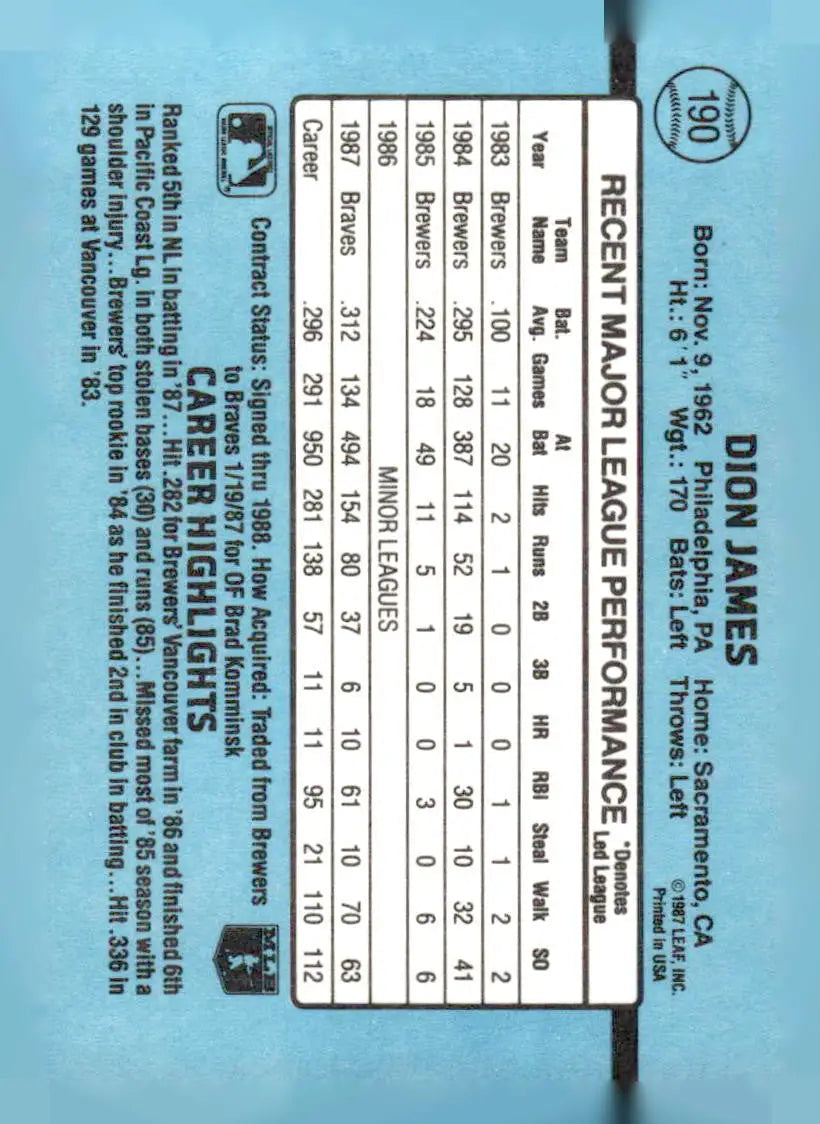 190
DION JAMES
Born: Nov. 9, 1962 Philadelphia, PA Home: Sacramento, CA
Ht.: 6' 1" Wgt.: 170 Bats: Left Throws: Left
© 1987 LEAF, INC.
Printed in USA
RECENT MAJOR LEAGUE PERFORMANCE *Denotes Led League
Year Team Name Bat. Avg. Games At Bat Hits Runs 2B 3B HR RBI Steal Walk SO
1983 Brewers .100 11 20 2 1 0 0 0 1 1 2 2
1984 Brewers .295 128 387 114 52 19 5 1 30 10 32 41
1985 Brewers .224 18 49 11 5 1 0 0 3 0 6 6
1986 MINOR LEAGUES
1987 Braves .312 134 494 154 80 37 6 10 61 10 70 63
Career .296 291 950 281 138 57 11 11 95 21 110 112
Contract Status: Signed thru 1988. How Acquired: Traded from Brewers
to Braves 1/19/87 for OF Brad Komminsk
MLB
CAREER HIGHLIGHTS
Ranked 5th in NL in batting in '87...Hit .282 for Brewers' Vancouver farm in '86 and finished 6th
in Pacific Coast Lg. in both stolen bases (30) and runs (85)...Missed most of '85 season with a
shoulder injury...Brewers' top rookie in '84 as he finished 2nd in club in batting...Hit .336 in
129 games at Vancouver in '83.